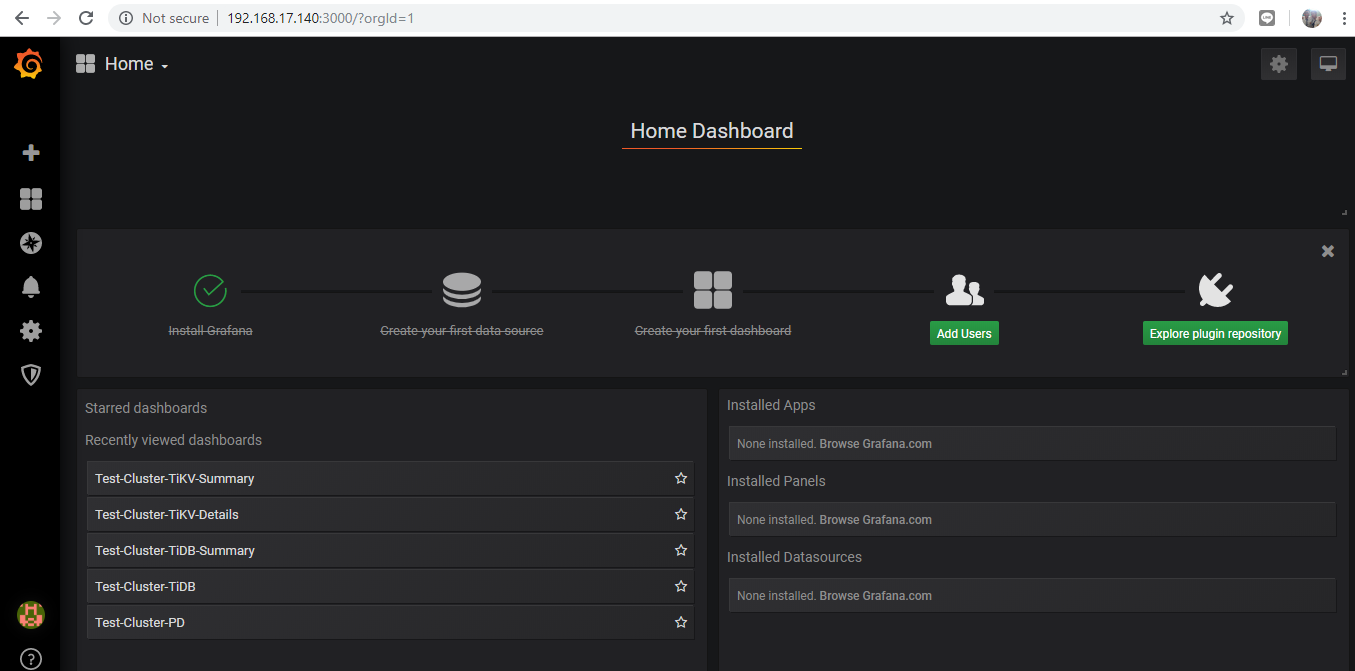 Not secure 192.168.17.140:3000/?orgId=1
Home
Home Dashboard
Install Grafana
Create your first data source
Create your first dashboard
Add Users
Explore plugin repository
Starred dashboards
Recently viewed dashboards
Test-Cluster-TiKV-Summary
Test-Cluster-TiKV-Details
Test-Cluster-TiDB-Summary
Test-Cluster-TiDB
Test-Cluster-PD
Installed Apps
None installed. Browse Grafana.com
Installed Panels
None installed. Browse Grafana.com
Installed Datasources
None installed. Browse Grafana.com